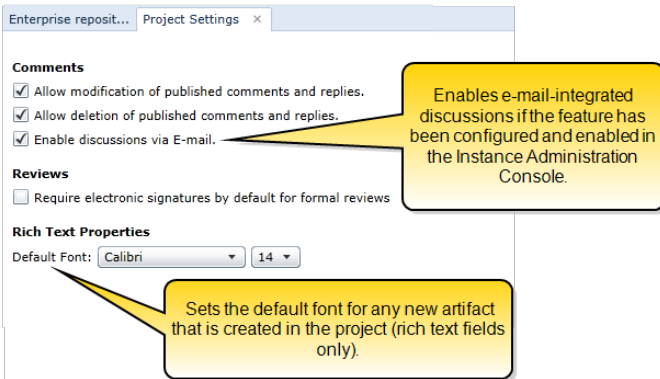 Enterprise reposit... Project Settings ×
Comments
Allow modification of published comments and replies.
Allow deletion of published comments and replies.
Enable discussions via E-mail.
Enables e-mail-integrated
discussions if the feature has
been configured and enabled in
the Instance Administration
Console.
Reviews
Require electronic signatures by default for formal reviews
Rich Text Properties
Default Font: Calibri 14
Sets the default font for any new artifact
that is created in the project (rich text fields
only).